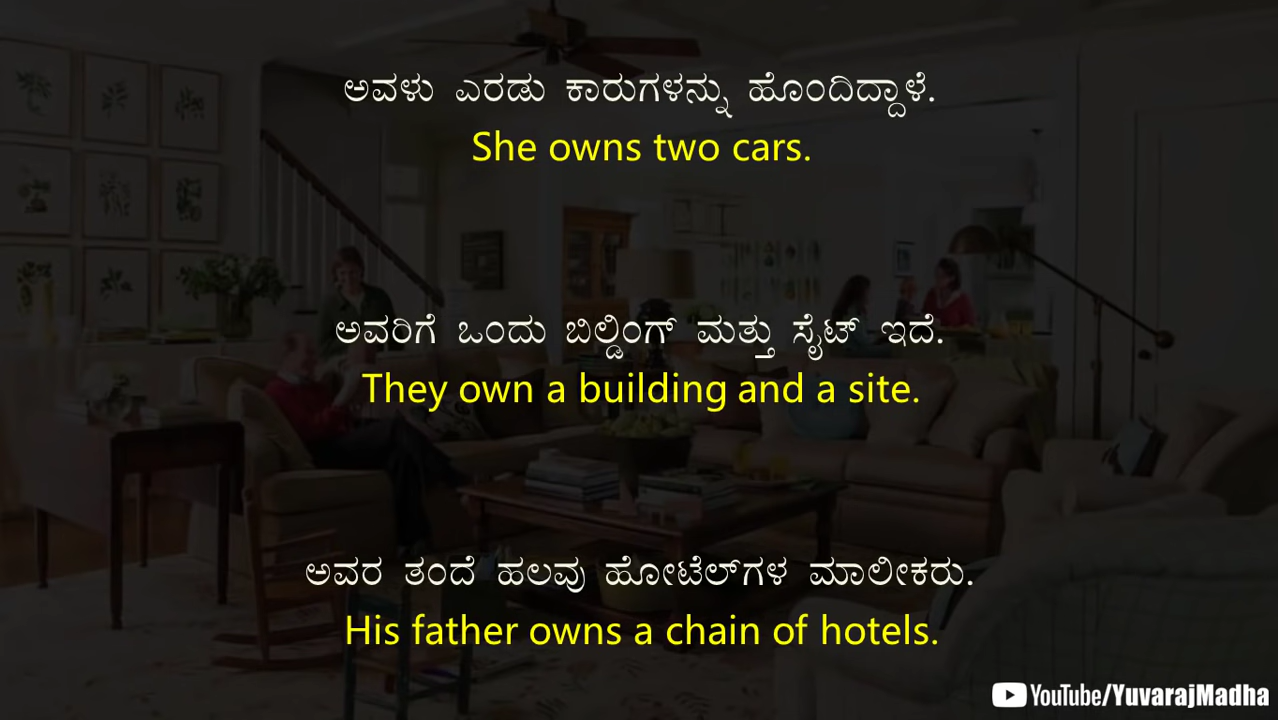 ಅವಳು ಎರಡು ಕಾರುಗಳನ್ನು ಹೊಂದಿದ್ದಾಳೆ.
She owns two cars.
ಅವರಿಗೆ ಒಂದು ಬಿಲ್ಡಿಂಗ್ ಮತ್ತು ಸೈಟ್ ಇದೆ.
They own a building and a site.
ಅವರ ತಂದೆ ಹಲವು ಹೋಟೆಲ್‌ಗಳ ಮಾಲೀಕರು.
His father owns a chain of hotels.
YouTube/YuvarajMadha